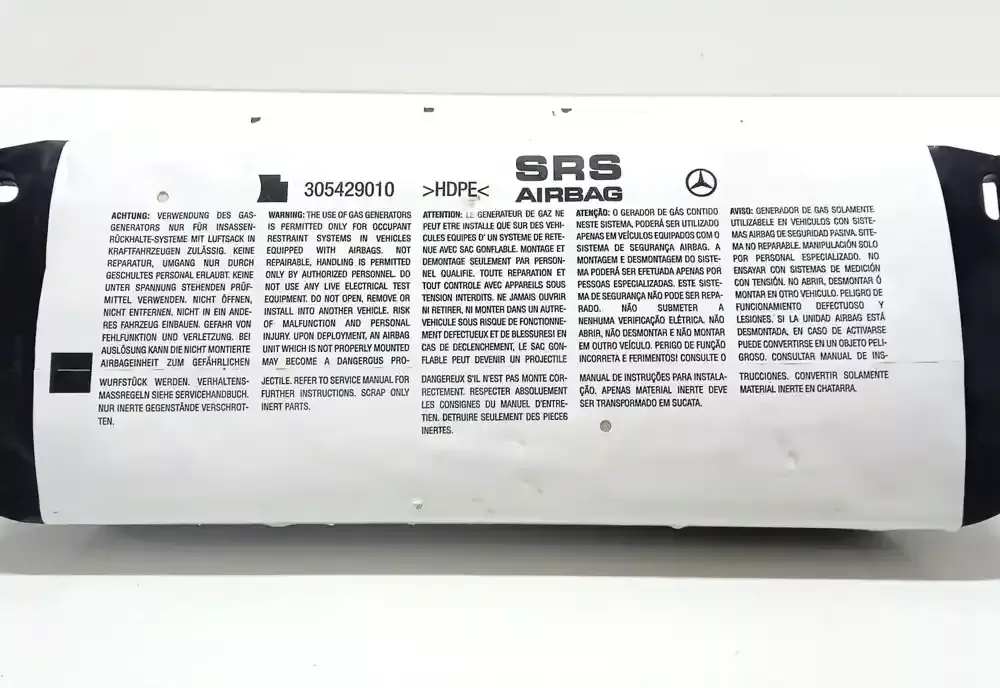 305429010 >HDPE<
SRS
AIRBAG
ACHTUNG: VERWENDUNG DES GAS-
GENERATORS NUR FÜR INSASSEN-
RÜCKHALTE-SYSTEME MIT LUFTSACK IN
KRAFTFAHRZEUGEN ZULÄSSIG. KEINE
REPARATUR, UMGANG NUR DURCH
GESCHULTES PERSONAL ERLAUBT. KEINE
UNTER SPANNUNG STEHENDEN PRÜF-
MITTEL VERWENDEN. NICHT ÖFFNEN,
NICHT ENTFERNEN, NICHT IN EIN ANDE-
RES FAHRZEUG EINBAUEN. GEFAHR VON
FEHLFUNKTION UND VERLETZUNG. BEI
AUSLÖSUNG KANN DIE NICHT MONTIERTE
AIRBAGEINHEIT ZUM GEFÄHRLICHEN
WURFSTÜCK WERDEN. VERHALTENS-
MASSREGELN SIEHE SERVICEHANDBUCH.
NUR INERTE GEGENSTÄNDE VERSCHROT-
TEN.
WARNING: THE USE OF GAS GENERATORS
IS PERMITTED ONLY FOR OCCUPANT
RESTRAINT SYSTEMS IN VEHICLES
EQUIPPED WITH AIRBAGS. NOT
REPAIRABLE, HANDLING IS PERMITTED
ONLY BY AUTHORIZED PERSONNEL. DO
NOT USE ANY LIVE ELECTRICAL TEST
EQUIPMENT. DO NOT OPEN, REMOVE OR
INSTALL INTO ANOTHER VEHICLE. RISK
OF MALFUNCTION AND PERSONAL
INJURY. UPON DEPLOYMENT, AN AIRBAG
UNIT WHICH IS NOT PROPERLY MOUNTED
MAY BECOME A DANGERCUS PRO-
JECTILE. REFER TO SERVICE MANUAL FOR
FURTHER INSTRUCTIONS. SCRAP ONLY
INERT PARTS.
ATTENTION: LE GENERATEUR DE GAZ NE
PEUT ETRE INSTALLE QUE SUR DES VEHI-
CULES EQUIPES D' UN SYSTEME DE RETE-
NUE AVEC SAC GONFLABLE. MONTAGE ET
DEMONTAGE SEULEMENT PAR PERSON-
NEL QUALIFIE. TOUTE REPARATION ET
TOUT CONTROLE AVEC APPAREILS SOUS
TENSION INTERDITS. NE JAMAIS OUVRIR
NI RETIRER, NI MONTER DANS UN AUTRE-
VEHICULE SOUS RISQUE DE FONCTIONNE-
MENT DEFECTUEUX ET DE BLESSURESI EN
CAS DE DECLENCHEMENT, LE SAC GON-
FLABLE PEUT DEVENIR UN PROJECTILE
DANGEREUX S'IL N'EST PAS MONTE COR-
RECTEMENT. RESPECTER ABSOLUEMENT
LES CONSIGNES DU MANUEL D'ENTRE-
TIEN. DETRUIRE SEULEMENT DES PIECES
INERTES.
ATENÇÃO: O GERADOR DE GÁS CONTIDO
NESTE SISTEMA, PODERÁ SER UTILIZADO
APENAS EM VEÍCULOS EQUIPADOS COM O
SISTEMA DE SEGURANÇA AIRBAG. A
MONTAGEM E DESMONTAGEM DO SISTE-
MA PODERÁ SER EFETUADA APENAS POR
PESSOAS ESPECIALIZADAS. ESTE SISTE-
MA DE SEGURANÇA NÃO PODE SER REPA-
RADO. NÃO SUBMETER A
NENHUMA VERIFICAÇÃO ELÉTRICA. NÃO
ABRIR, NÃO DESMONTAR E NÃO MONTAR
EM OUTRO VEÍCULO. PERIGO DE FUNÇÃO
INCORRETA E FERIMENTOS! CONSULTE O
MANUAL DE INSTRUÇÕES PARA INSTALA-
ÇÃO. APENAS MATERIAL INERTE DEVE
SER TRANSPORMADO EM SUCATA.
AVISO: GENERADOR DE GAS SOLAMENTE
UTILIZABELE EN VEHICULOS CON SISTE-
MAS AIRBAG DE SEGURIDAD PASIVA. SITE-
MA NO REPARABLE. MANIPULACIÓN SOLO
POR PERSONAL ESPECIALIZADO. NO
ENSAYAR CON SISTEMAS DE MEDICIÓN
CON TENSIÓN. NO ABRIR, DESMONTAR Ó
MONTAR EN OTRO VEHICULO. PELIGRO DE
FUNCIONAMIENTO DEFECTUOSO Y
LESIONES. SI LA UNIDAD AIRBAG ESTÁ
DESMONTADA, EN CASO DE ACTIVARSE
PUEDE CONVERTIRSE EN UN OBJETO PELI-
GROSO. CONSULTAR MANUAL DE INS-
TRUCCIONES. CONVERTIR SOLAMENTE
MATERIAL INERTE EN CHATARRA.